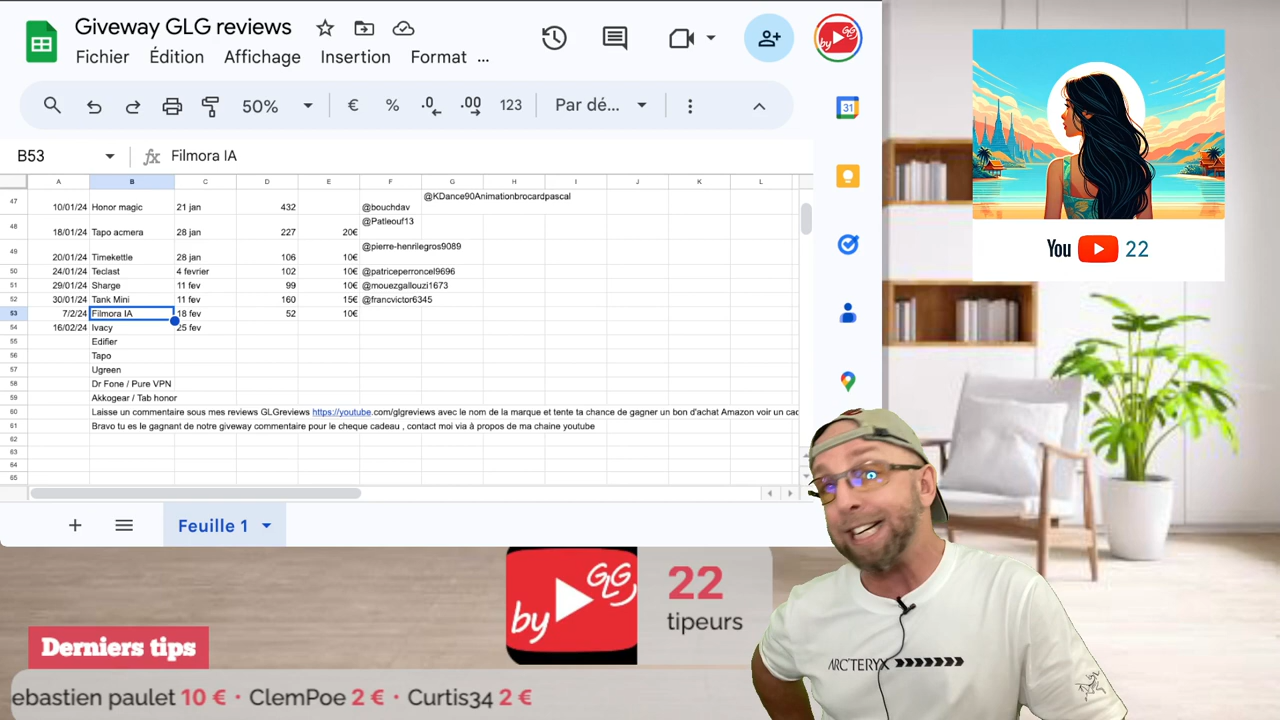 Giveway GLG reviews
Fichier Édition Affichage Insertion Format ...
50% € % .0 .00 123 Par dé...
31
B53 fx Filmora IA
A B C D E F G H I J K L
47 10/01/24 Honor magic 21 jan 432 @bouchdav @KDance90Animationbrocardpascal
48 18/01/24 Tapo acmera 28 jan 227 20€ @Patleouf13
49 20/01/24 Timekettle 28 jan 106 10€ @pierre-henrilegros9089
50 24/01/24 Teclast 4 fevrier 102 10€ @patriceperroncel9696
51 29/01/24 Sharge 11 fev 99 10€ @mouezgallouzi1673
52 30/01/24 Tank Mini 11 fev 160 15€ @francvictor6345
53 7/2/24 Filmora IA 18 fev 52 10€
54 16/02/24 Ivacy 25 fev
55 Edifier
56 Tapo
57 Ugreen
58 Dr Fone / Pure VPN
59 Akkogear / Tab honor
60 Laisse un commentaire sous mes reviews GLGreviews https://youtube.com/glgreviews avec le nom de la marque et tente ta chance de gagner un bon d'achat Amazon voir un cad
61 Bravo tu es le gagnant de notre giveway commentaire pour le cheque cadeau , contact moi via à propos de ma chaine youtube
62
63
64
65
Feuille 1
by GLG
You 22
by GLG
22
tipeurs
Derniers tips
ebastien paulet 10 € · ClemPoe 2 € · Curtis34 2 €
ARC'TERYX